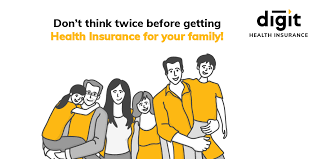 Don't think twice before getting
Health Insurance for your family!
digit
HEALTH INSURANCE